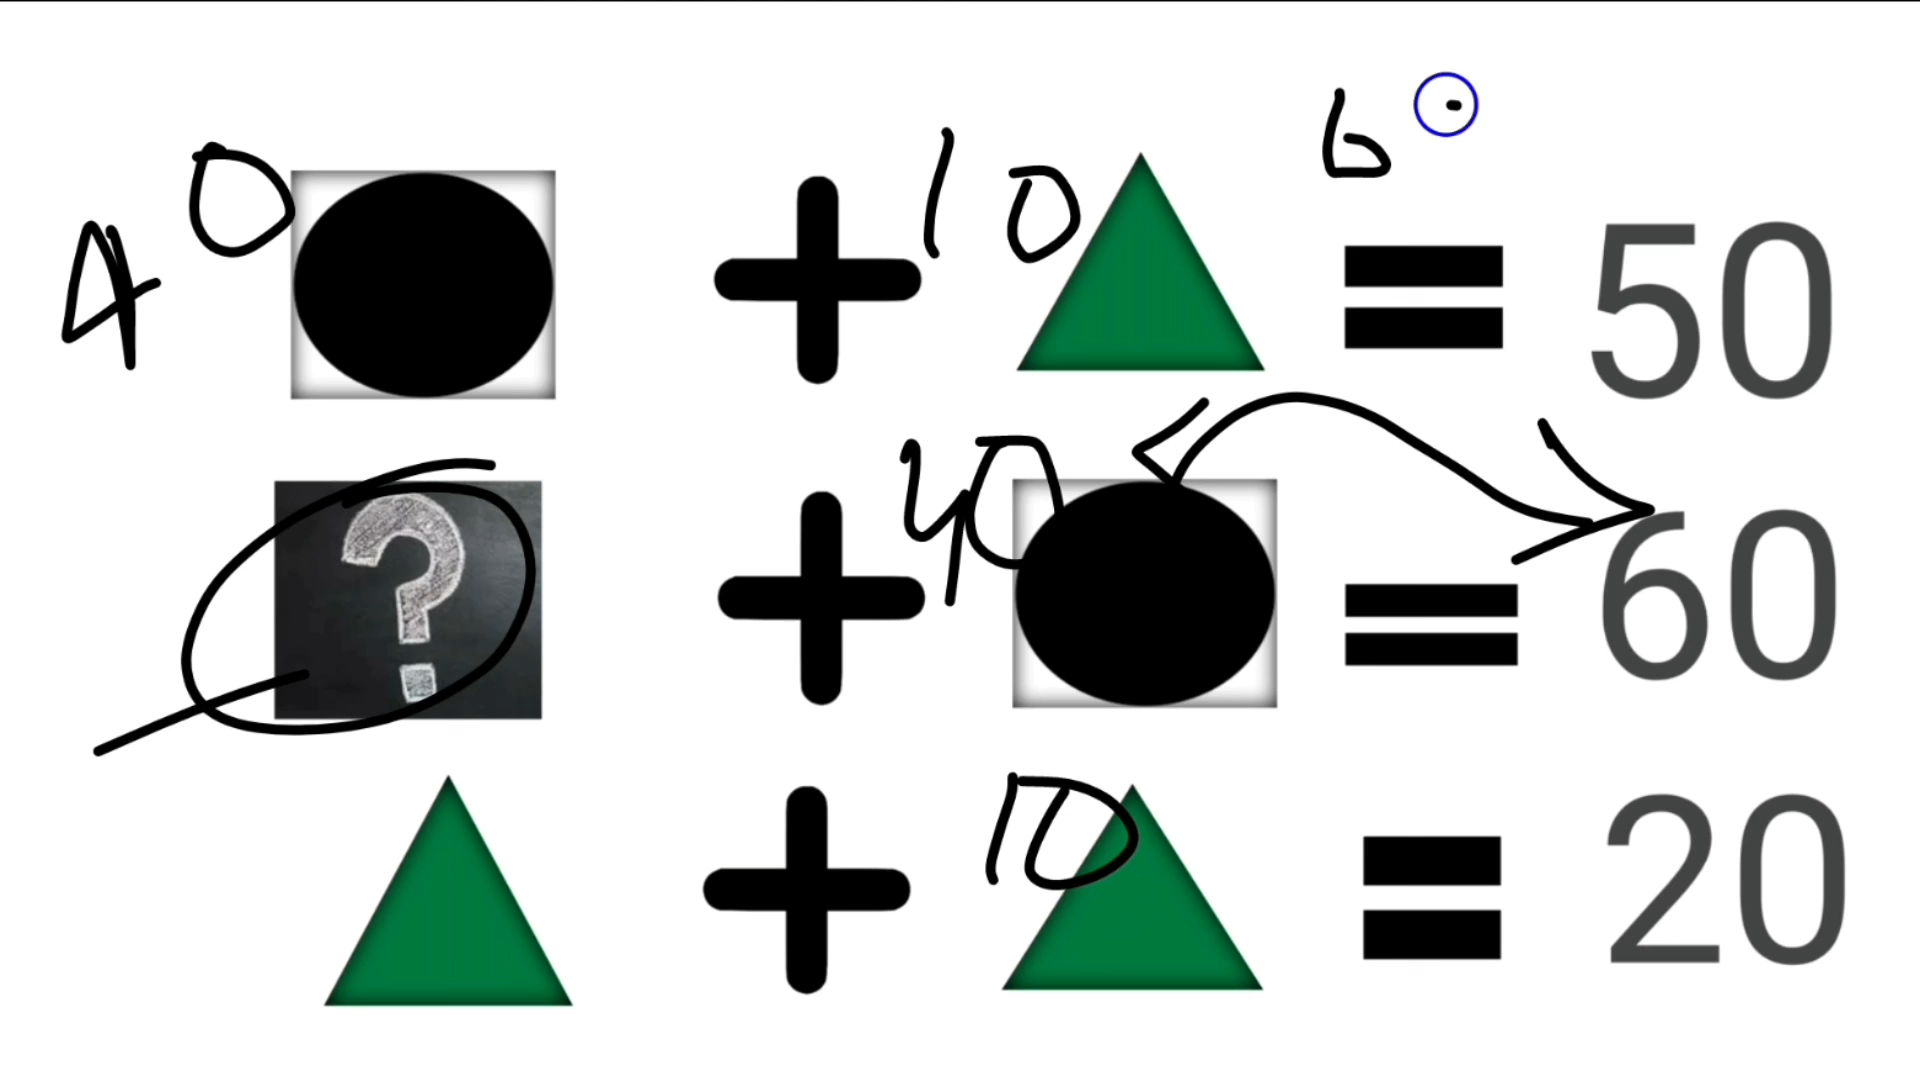 6
40 + 10 = 50
? + 40 = 60
+ 10 = 20